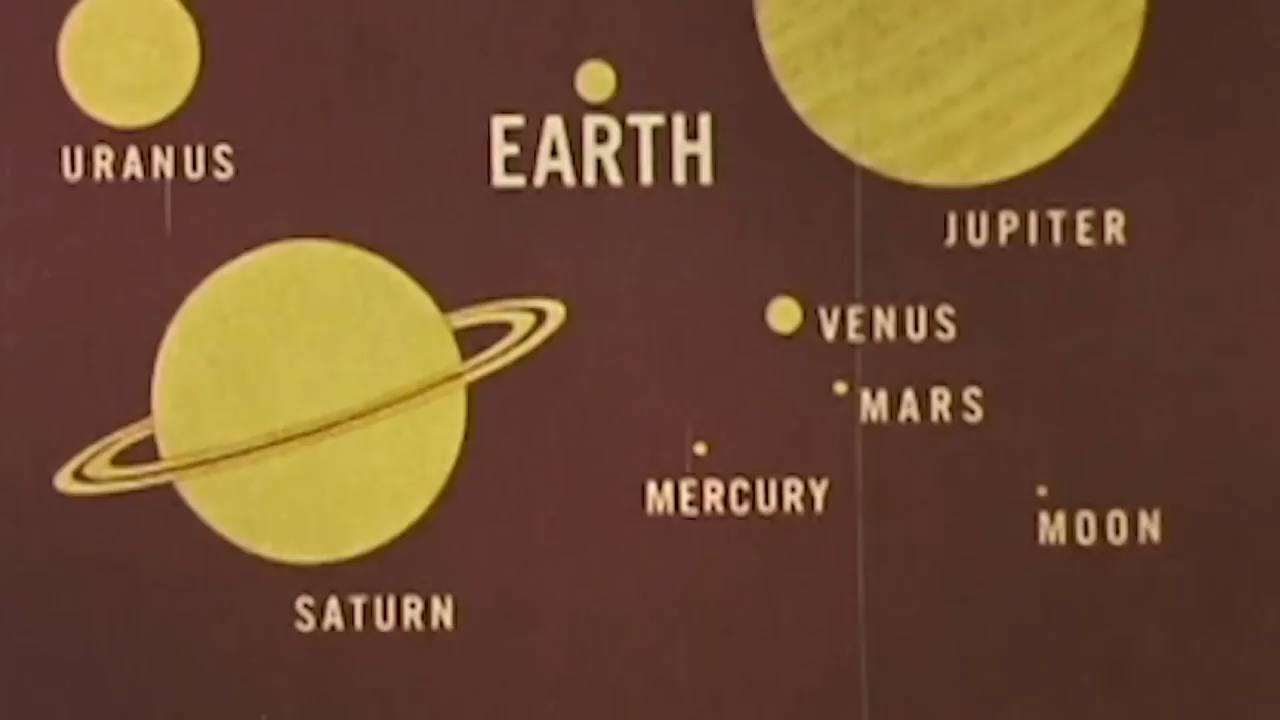 URANUS
EARTH
JUPITER
VENUS
MARS
MERCURY
MOON
SATURN